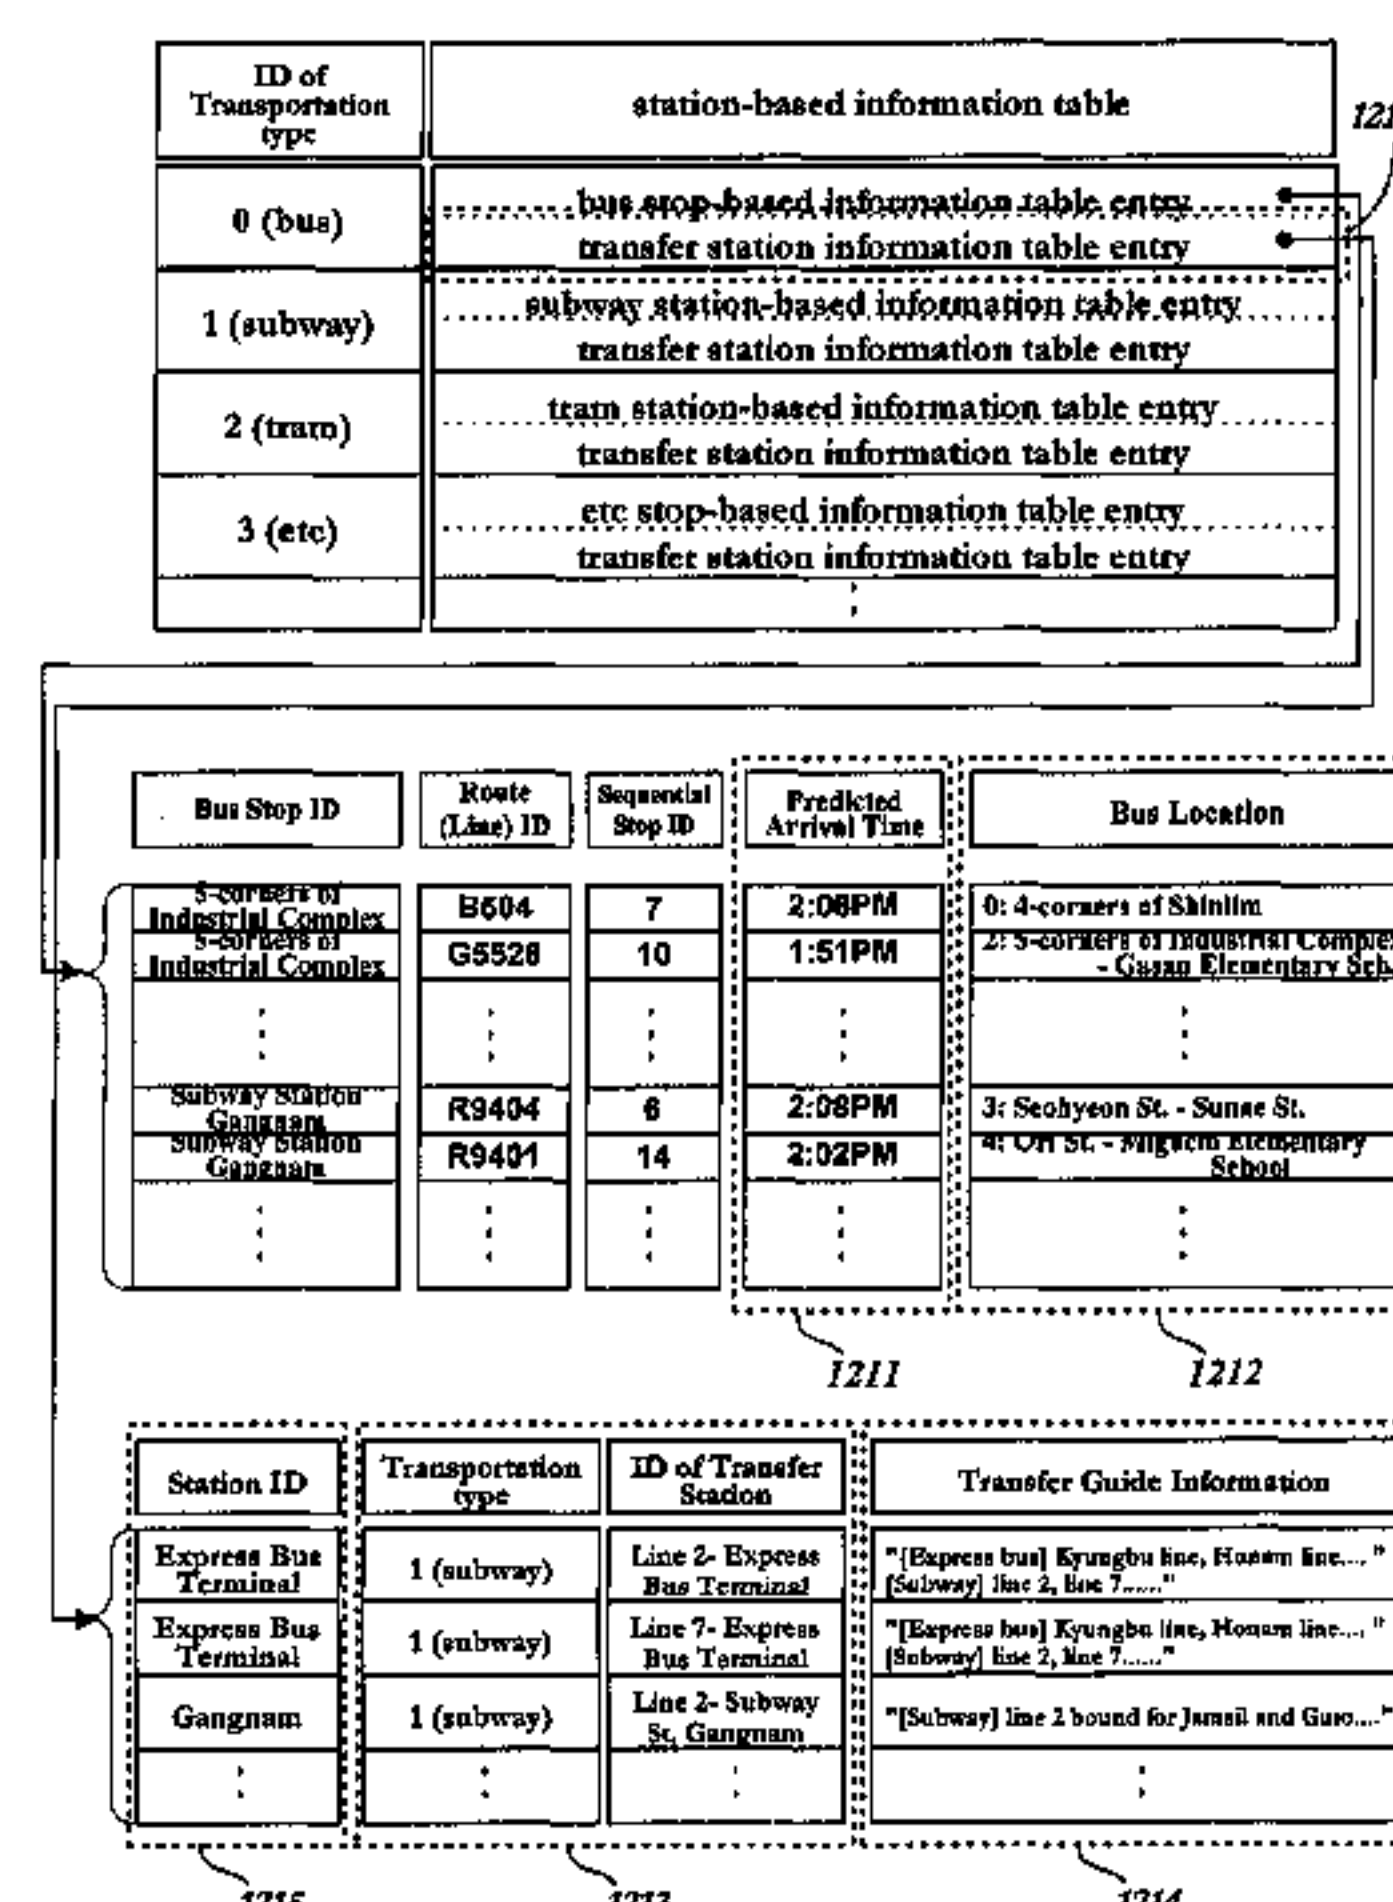 ID of
Transportation
type
station-based information table
121
0 (bus)
bus stop-based information table entry
transfer station information table entry
1 (subway)
subway station-based information table entry
transfer station information table entry
2 (tram)
tram station-based information table entry
transfer station information table entry
3 (etc)
etc stop-based information table entry
transfer station information table entry
Bus Stop ID
Route
(Line) ID
Sequential
Stop ID
Predicted
Arrival Time
Bus Location
5-corners of
Industrial Complex
B504
7
2:08PM
0: 4-corners of Shinlim
5-corners of
Industrial Complex
G5528
10
1:51PM
2: 5-corners of Industrial Complex
- Gasan Elementary Sch
Subway Station
Gangnam
R9404
6
2:08PM
3: Seohyeon St. - Sunae St.
Subway Station
Gangnam
R9401
14
2:02PM
4: Ori St. - Migeum Elementary
School
1211
1212
Station ID
Transportation
type
ID of Transfer
Station
Transfer Guide Information
Express Bus
Terminal
1 (subway)
Line 2- Express
Bus Terminal
"[Express bus] Kyungbu line, Honam line.... "
[Subway] line 2, line 7......"
Express Bus
Terminal
1 (subway)
Line 7- Express
Bus Terminal
"[Express bus] Kyungbu line, Honam line.... "
[Subway] line 2, line 7......"
Gangnam
1 (subway)
Line 2- Subway
St. Gangnam
"[Subway] line 2 bound for Jamsil and Guro...."
1215
1213
1214